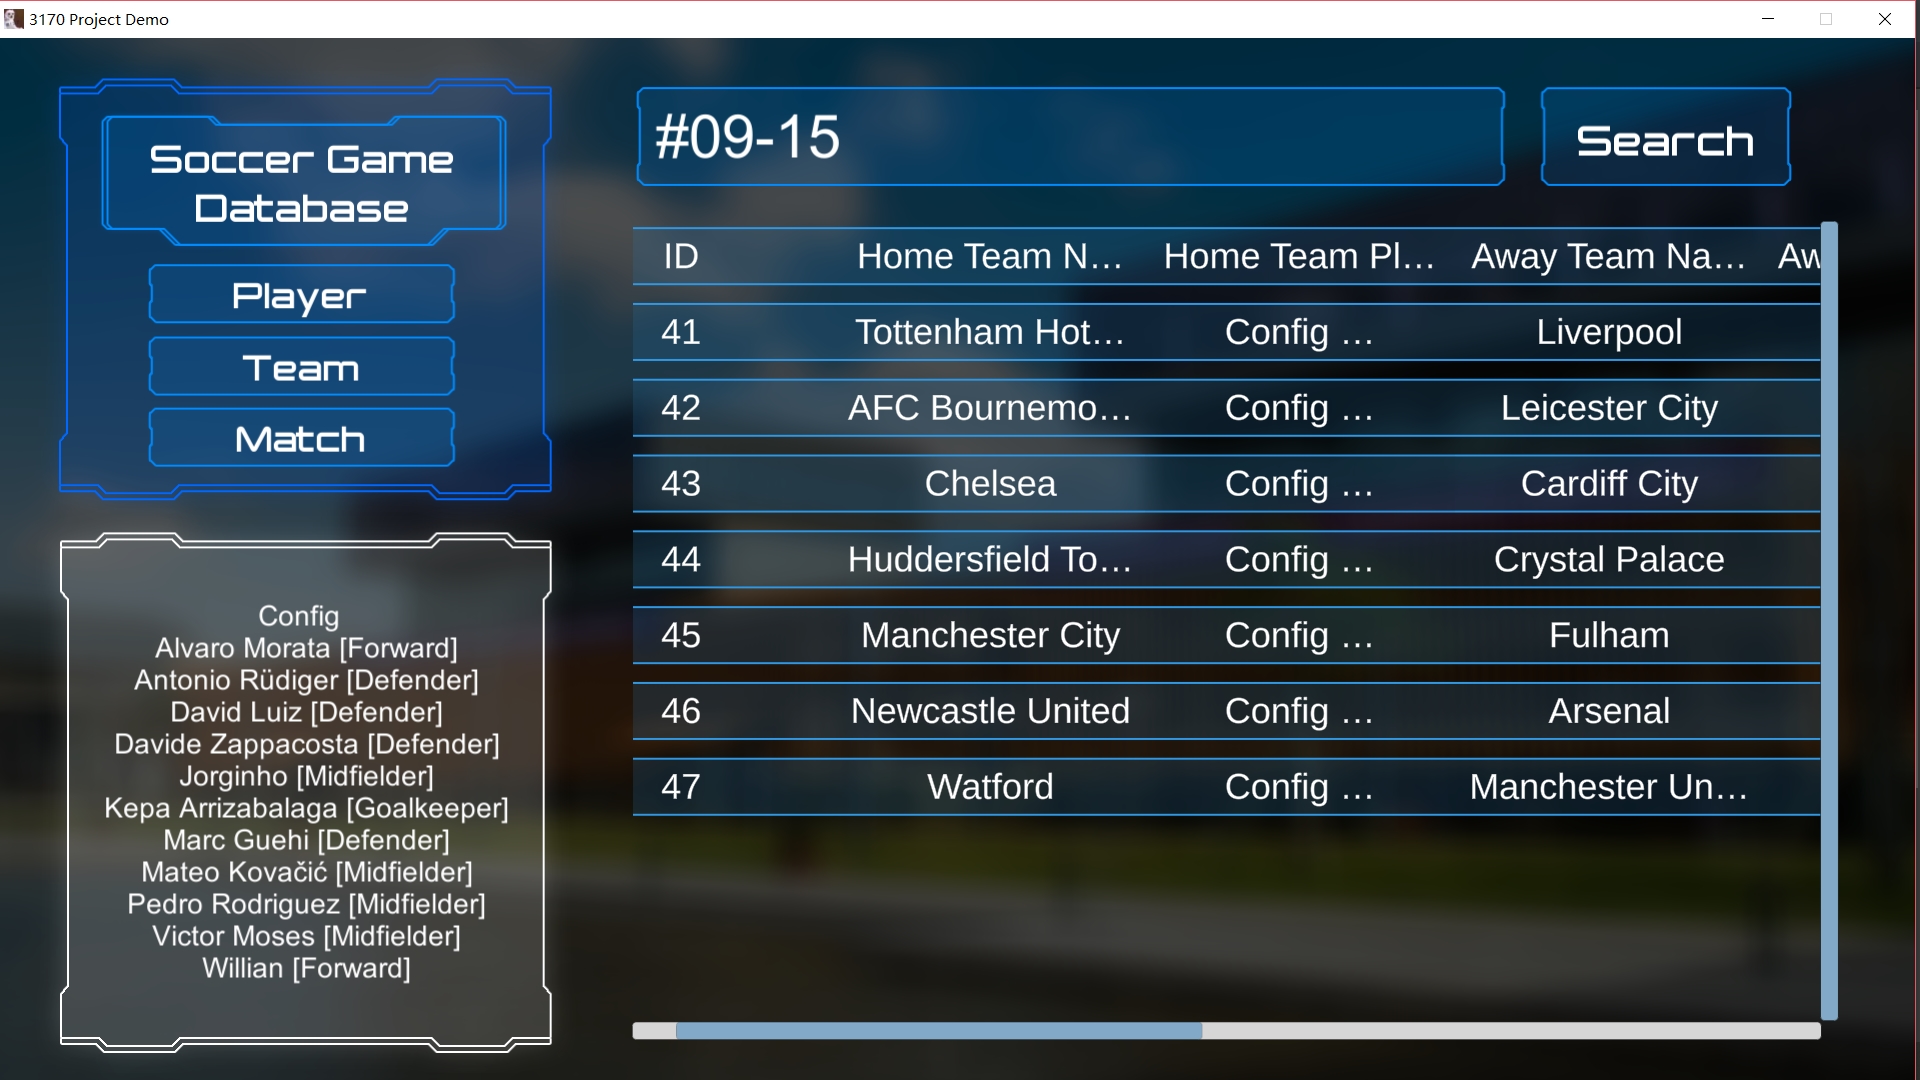 3170 Project Demo
Soccer Game
Database
Player
Team
Match
Config
Alvaro Morata [Forward]
Antonio Rüdiger [Defender]
David Luiz [Defender]
Davide Zappacosta [Defender]
Jorginho [Midfielder]
Kepa Arrizabalaga [Goalkeeper]
Marc Guehi [Defender]
Mateo Kovačić [Midfielder]
Pedro Rodriguez [Midfielder]
Victor Moses [Midfielder]
Willian [Forward]
#09-15 Search
ID Home Team N... Home Team Pl... Away Team Na... Aw
41 Tottenham Hot... Config ... Liverpool
42 AFC Bournemo... Config ... Leicester City
43 Chelsea Config ... Cardiff City
44 Huddersfield To... Config ... Crystal Palace
45 Manchester City Config ... Fulham
46 Newcastle United Config ... Arsenal
47 Watford Config ... Manchester Un...